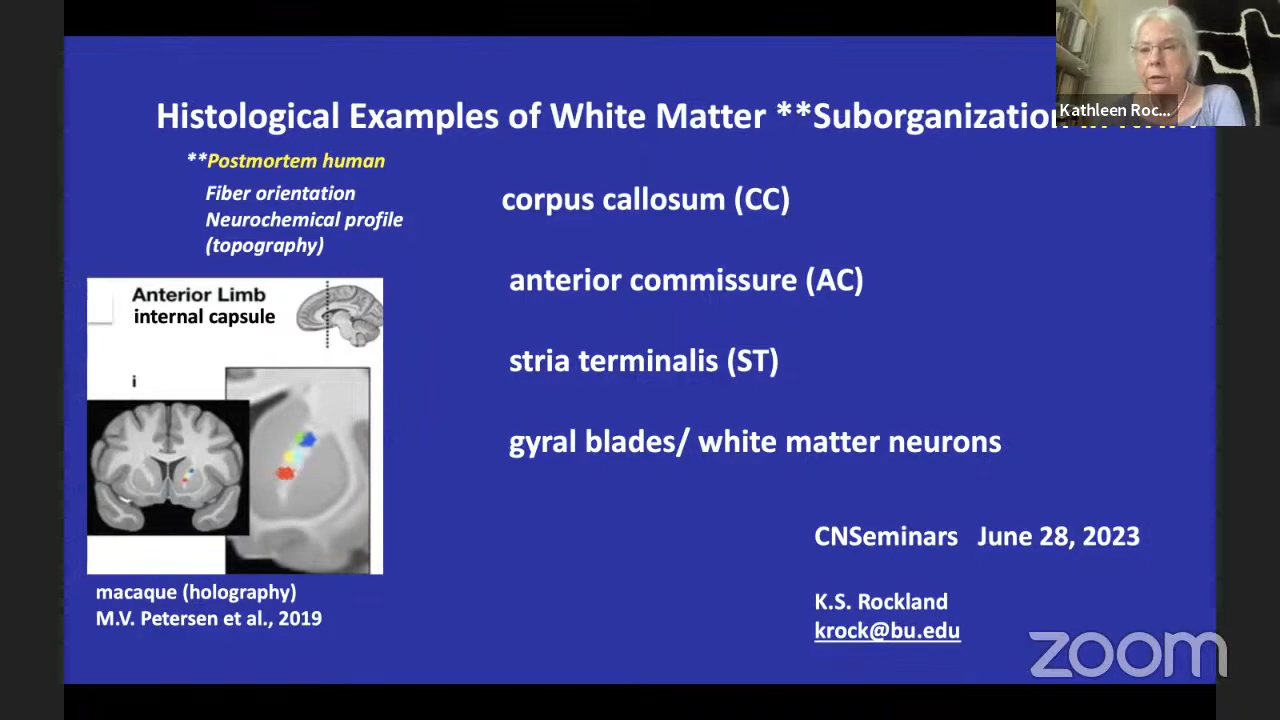 Histological Examples of White Matter **Suborganization
**Postmortem human
Fiber orientation
Neurochemical profile
(topography)
corpus callosum (CC)
anterior commissure (AC)
stria terminalis (ST)
gyral blades/ white matter neurons
Anterior Limb
internal capsule
i
macaque (holography)
M.V. Petersen et al., 2019
CNSeminars June 28, 2023
K.S. Rockland
krock@bu.edu
Kathleen Roc...
zoom